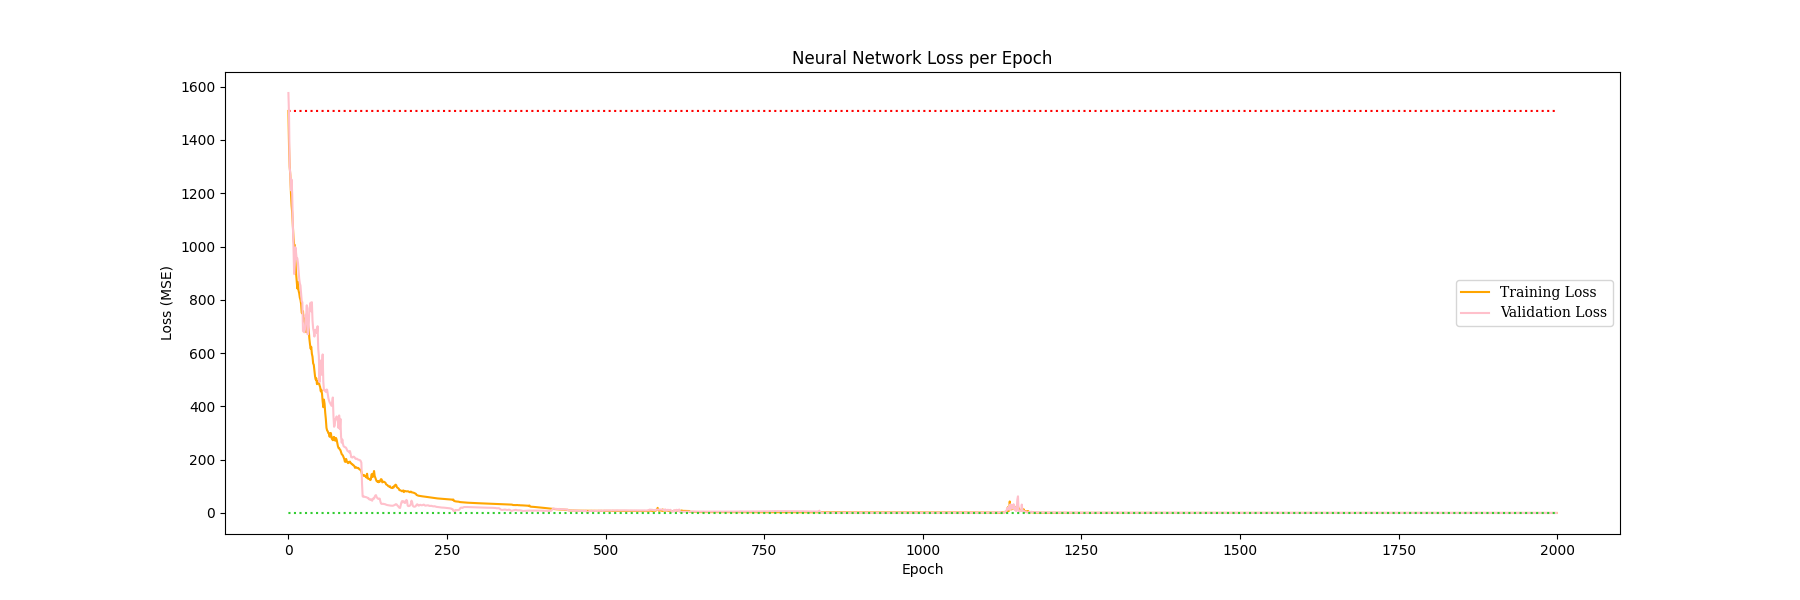 Neural Network Loss per Epoch
Loss (MSE)
1600
1400
1200
1000
800
600
400
200
0
Training Loss
Validation Loss
0 250 500 750 1000 1250 1500 1750 2000
Epoch